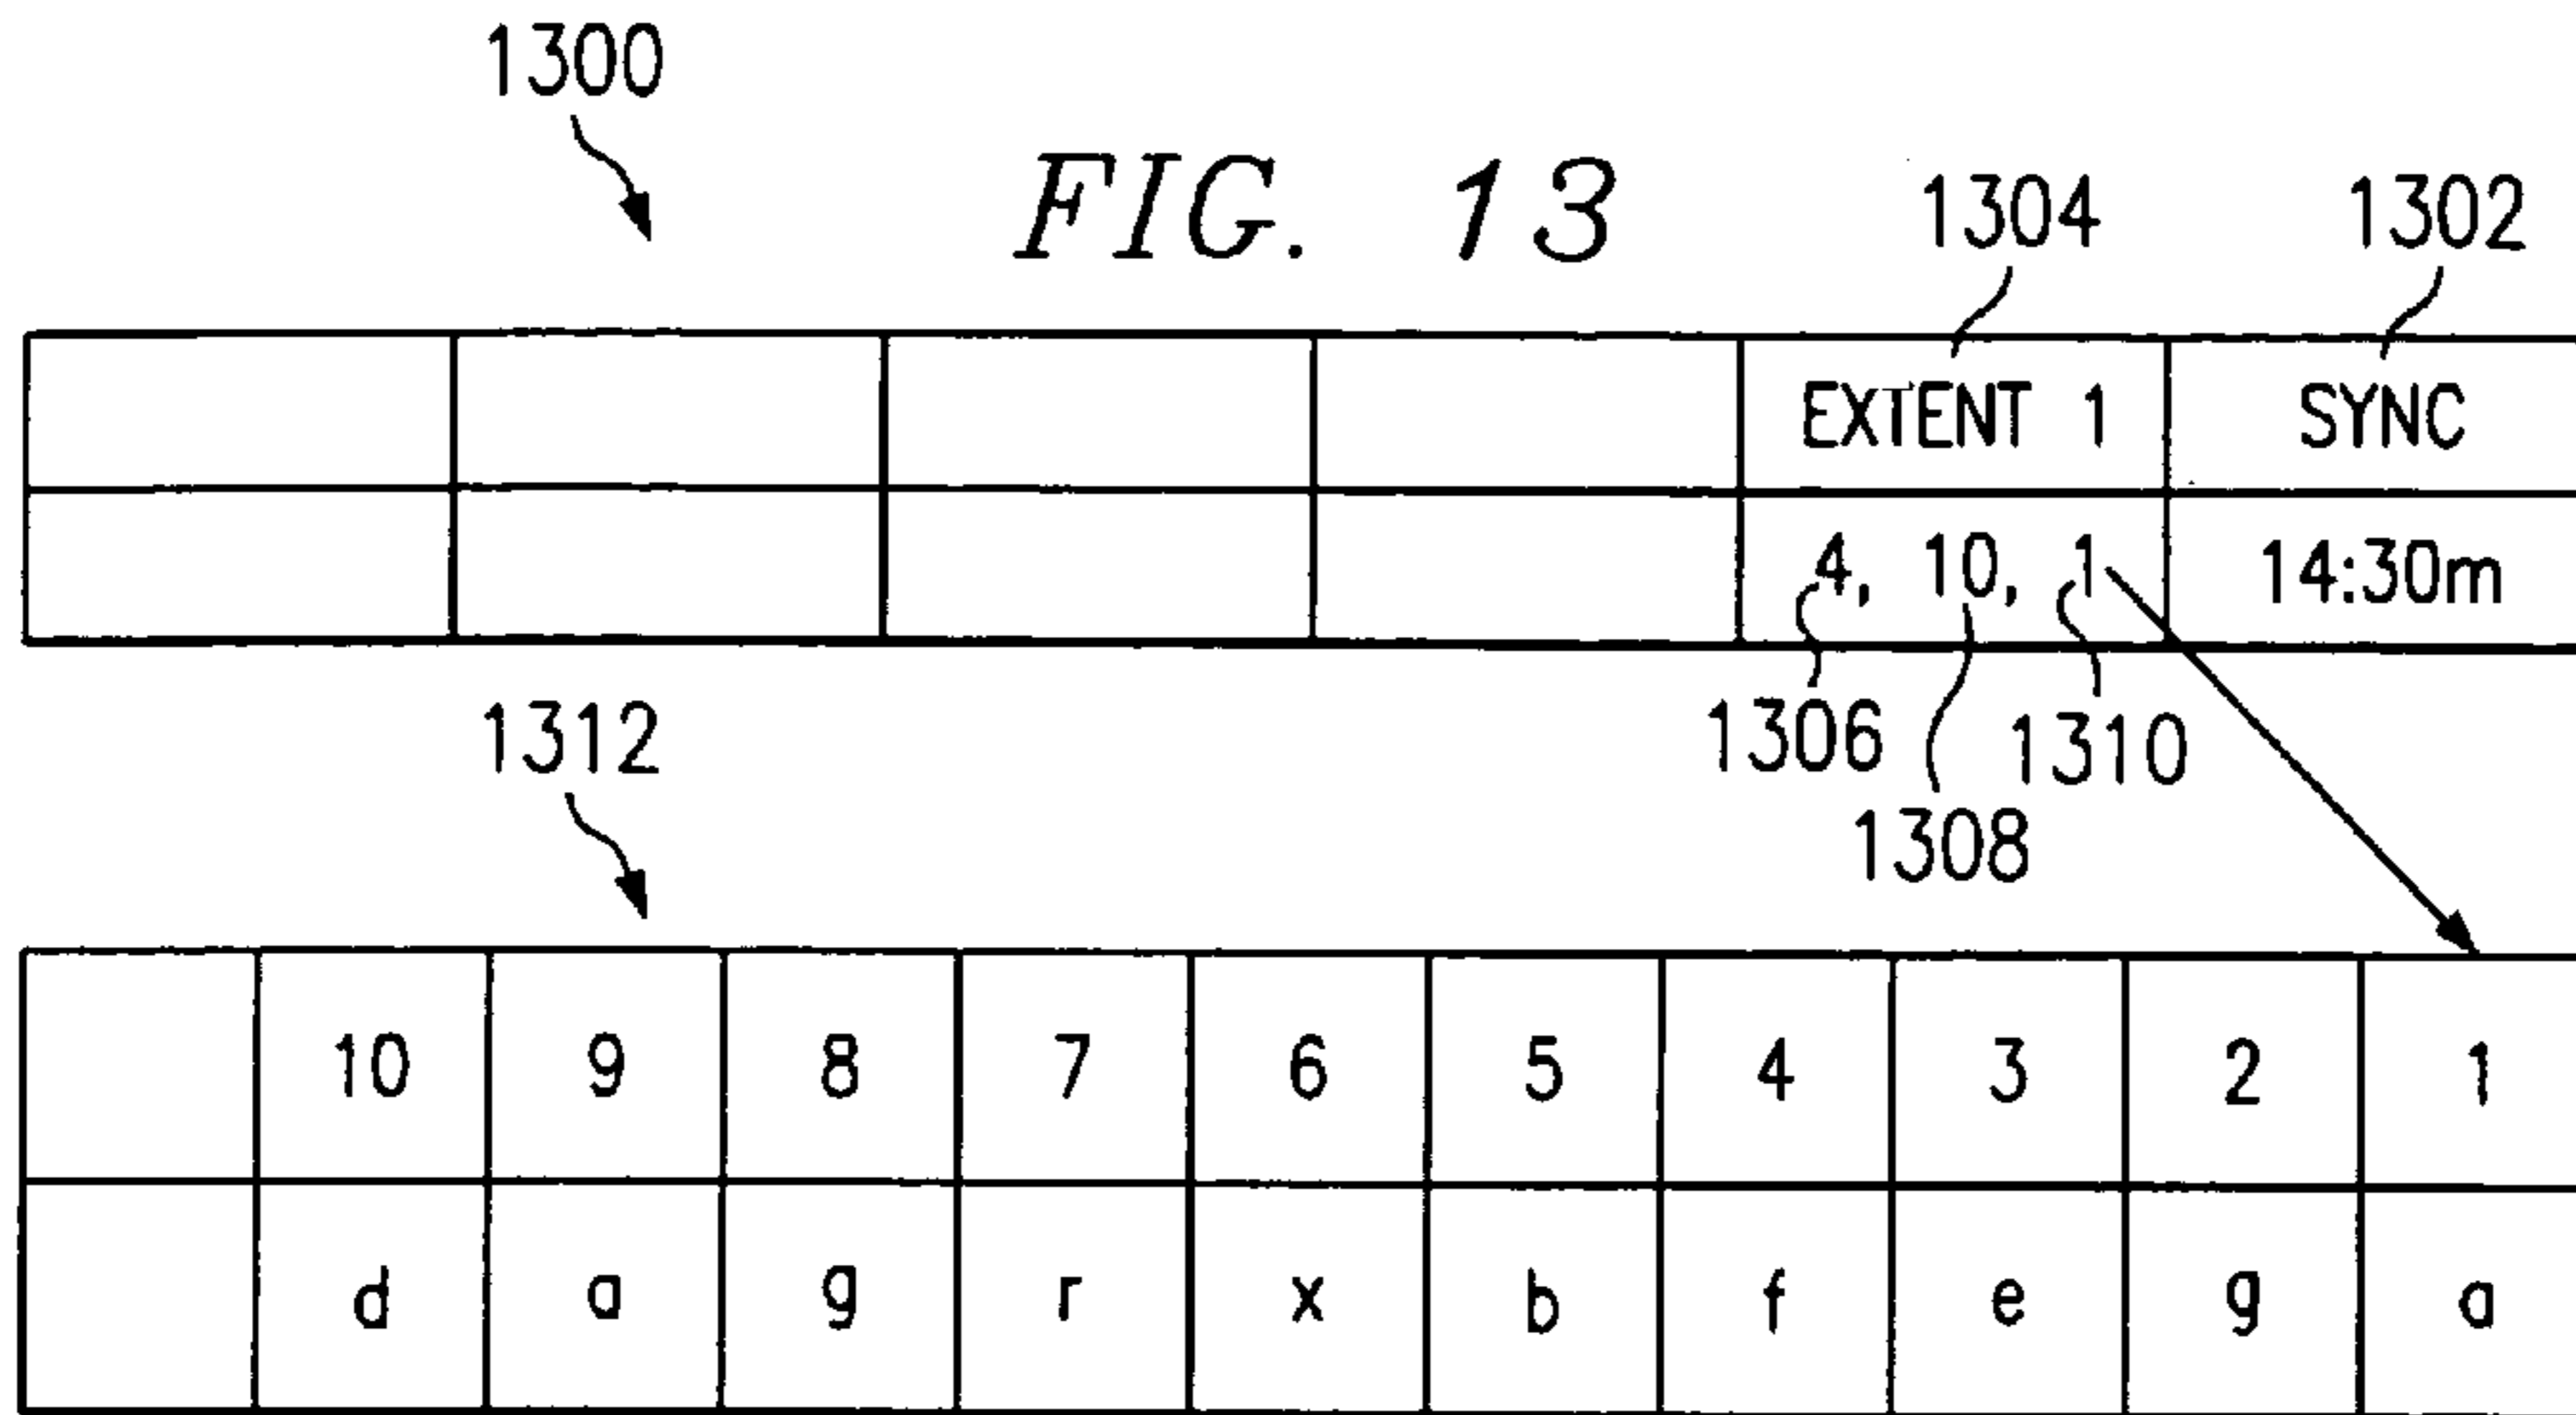 1300
FIG. 13
1304 1302
EXTENT 1 SYNC
4, 10, 1 14:30m
1306 1308 1310
1312
10 9 8 7 6 5 4 3 2 1
d a g r x b f e g a